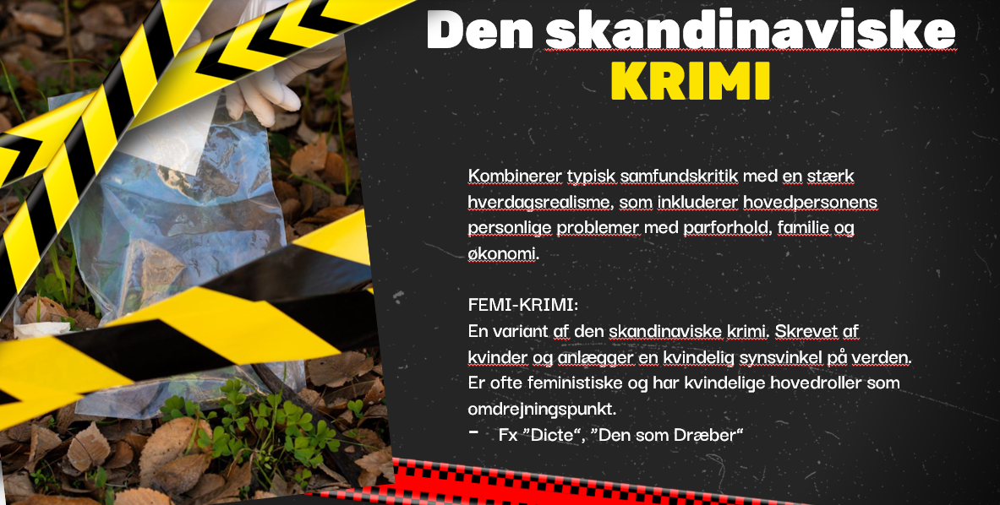 Den skandinaviske
KRIMI
Kombinerer typisk samfundskritik med en stærk
hverdagsrealisme, som inkluderer hovedpersonens
personlige problemer med parforhold, familie og
økonomi.
FEMI-KRIMI:
En variant af den skandinaviske krimi. Skrevet af
kvinder og anlægger en kvindelig synsvinkel på verden.
Er ofte feministiske og har kvindelige hovedroller som
omdrejningspunkt.
- Fx ”Dicte“, ”Den som Dræber“